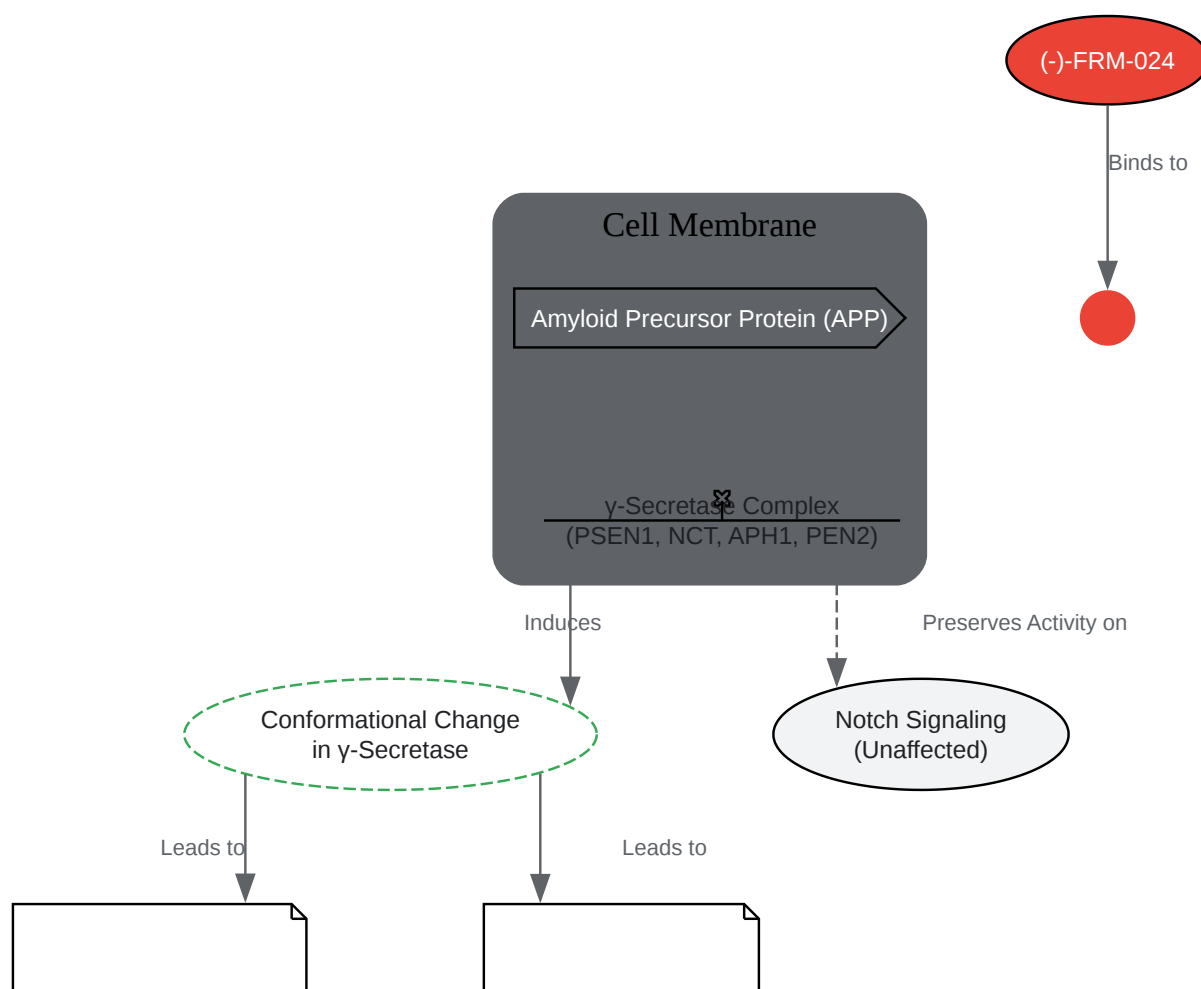 (-)-FRM-024
Binds to
Cell Membrane
Amyloid Precursor Protein (APP)
γ-Secretase Complex
(PSEN1, NCT, APH1, PEN2)
Induces
Preserves Activity on
Conformational Change
in γ-Secretase
Notch Signaling
(Unaffected)
Leads to
Leads to